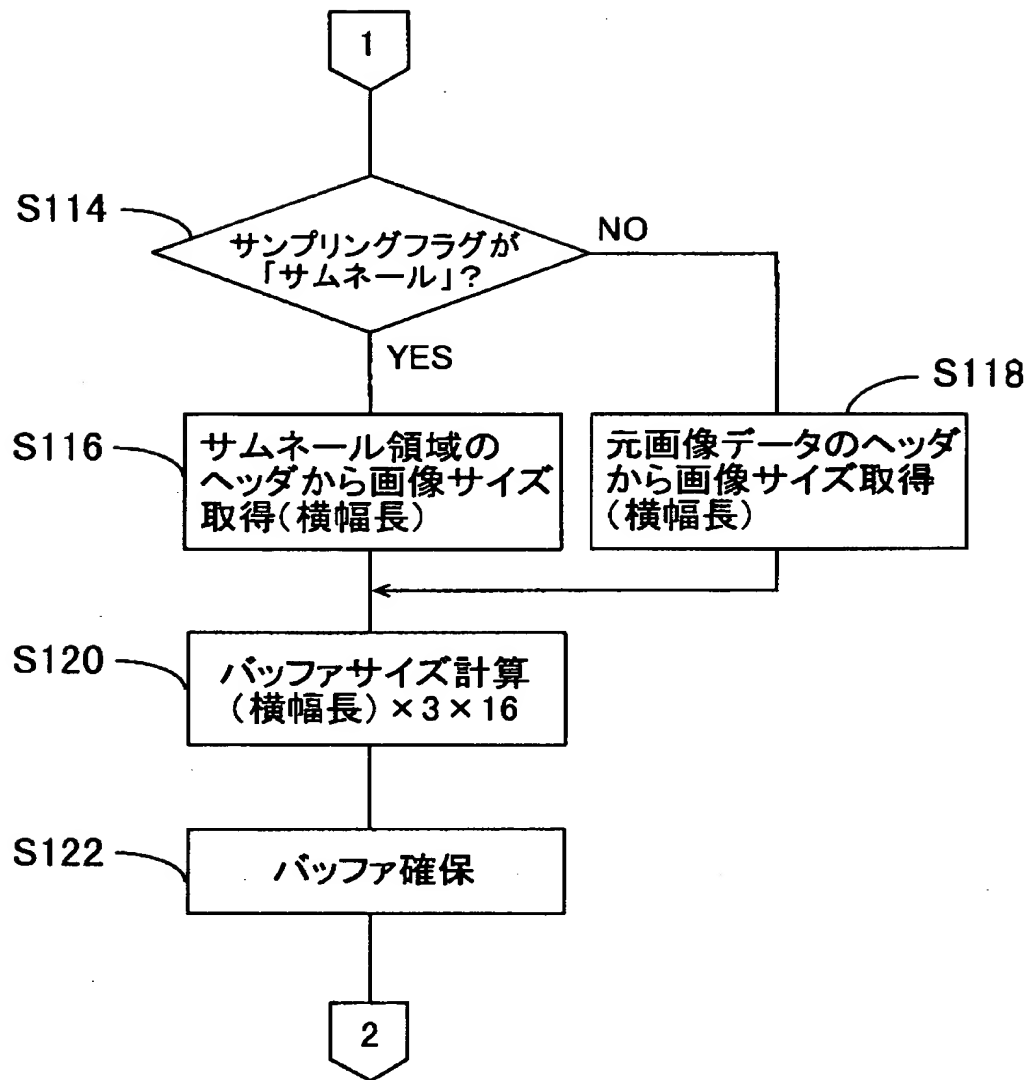 1
S114
サンプリングフラグが
「サムネール」?
NO
YES
S116
サムネール領域の
ヘッダから画像サイズ
取得(横幅長)
S118
元画像データのヘッダ
から画像サイズ取得
(横幅長)
S120
バッファサイズ計算
(横幅長)×3×16
S122
バッファ確保
2